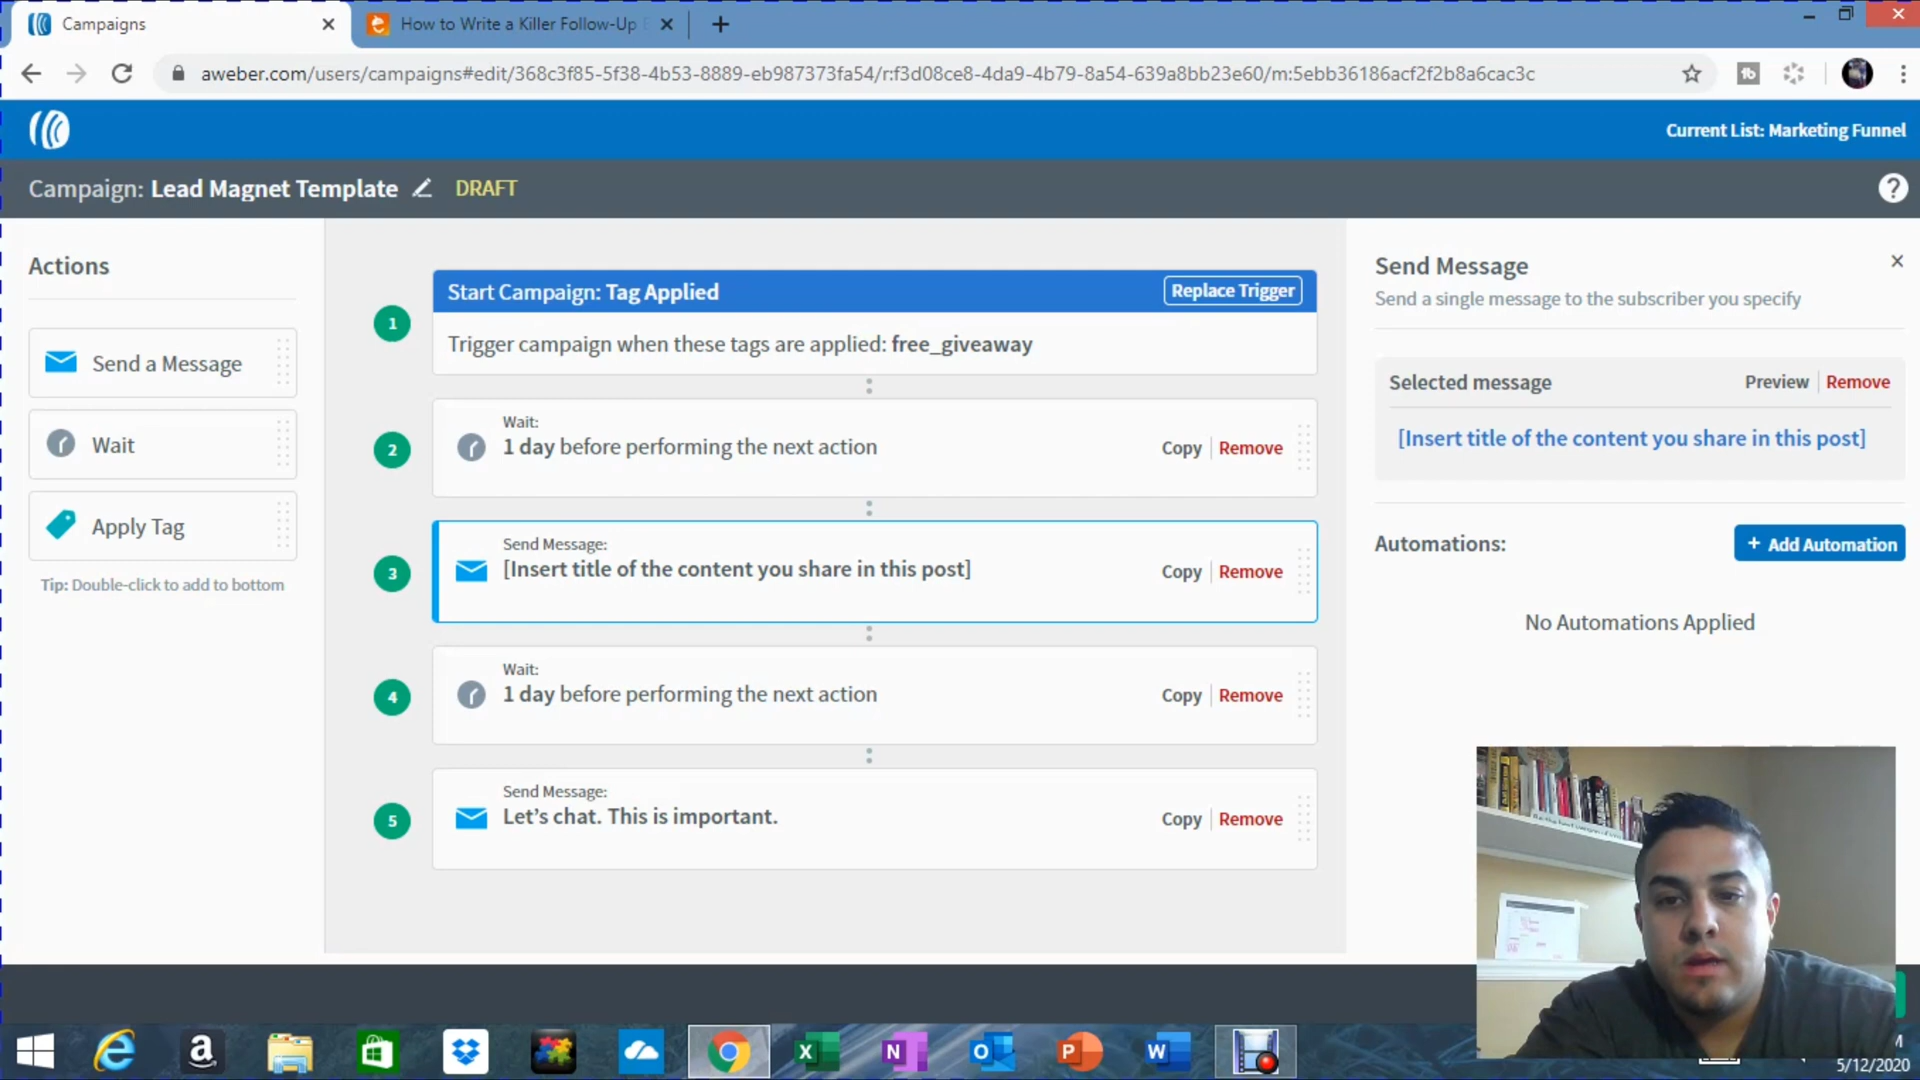 Campaigns
How to Write a Killer Follow-Up
aweber.com/users/campaigns#edit/368c3f85-5f38-4b53-8889-eb987373fa54/r:f3d08ce8-4da9-4b79-8a54-639a8bb23e60/m:5ebb36186acf2f2b8a6cac3c
Current List: Marketing Funnel
Campaign: Lead Magnet Template DRAFT
?
Actions
Send a Message
Wait
Apply Tag
Tip: Double-click to add to bottom
1
Start Campaign: Tag Applied Replace Trigger
Trigger campaign when these tags are applied: free_giveaway
2
Wait:
1 day before performing the next action Copy Remove
3
Send Message:
[Insert title of the content you share in this post] Copy Remove
4
Wait:
1 day before performing the next action Copy Remove
5
Send Message:
Let’s chat. This is important. Copy Remove
Send Message
Send a single message to the subscriber you specify
Selected message Preview Remove
[Insert title of the content you share in this post]
Automations: + Add Automation
No Automations Applied
5/12/2020